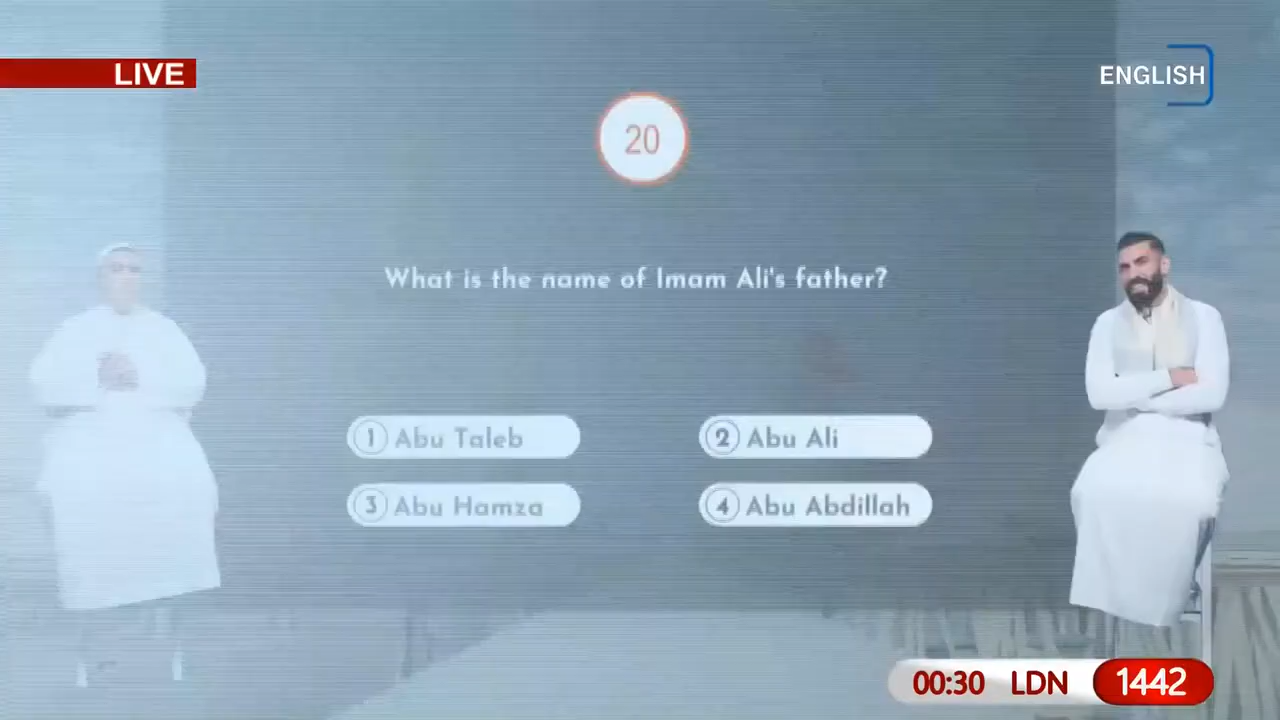 LIVE
ENGLISH
20
What is the name of Imam Ali's father?
1 Abu Taleb
2 Abu Ali
3 Abu Hamza
4 Abu Abdillah
00:30 LDN 1442